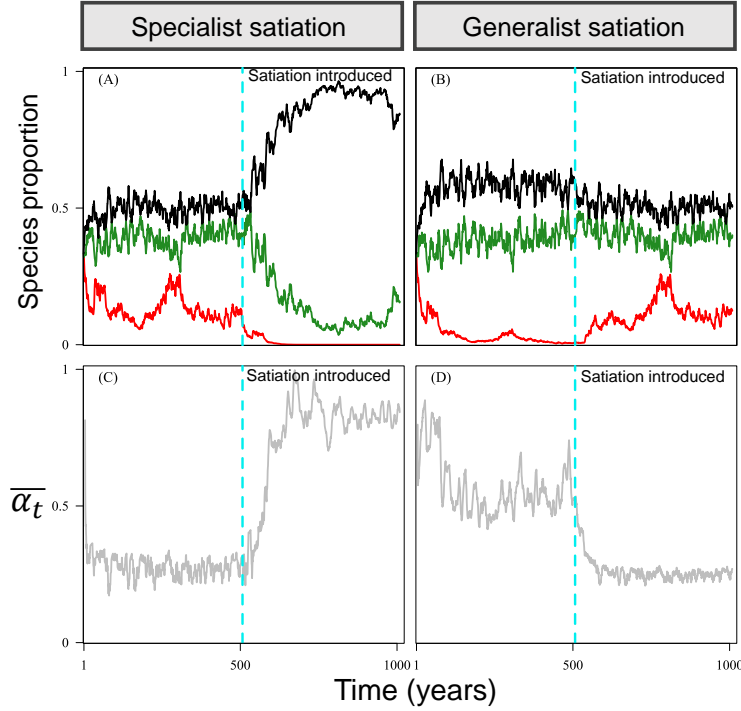 Specialist satiation
Generalist satiation
Species proportion
1
0.5
0
(A)
Satiation introduced
(B)
Satiation introduced
$\overline{\alpha_t}$
1
0.5
0
(C)
Satiation introduced
(D)
Satiation introduced
1
500
1000
1
500
1000
Time (years)